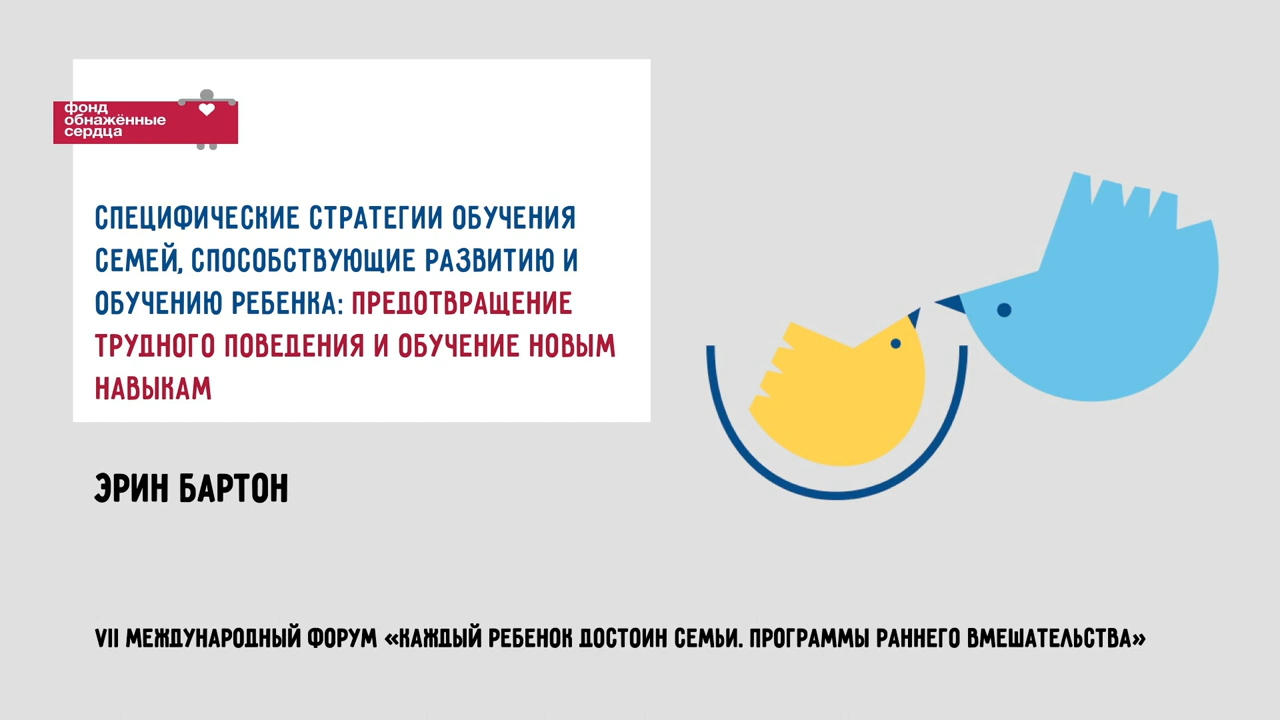 фонд
обнажённые
сердца
СПЕЦИФИЧЕСКИЕ СТРАТЕГИИ ОБУЧЕНИЯ
СЕМЕЙ, СПОСОБСТВУЮЩИЕ РАЗВИТИЮ И
ОБУЧЕНИЮ РЕБЕНКА: ПРЕДОТВРАЩЕНИЕ
ТРУДНОГО ПОВЕДЕНИЯ И ОБУЧЕНИЕ НОВЫМ
НАВЫКАМ
ЭРИН БАРТОН
VII МЕЖДУНАРОДНЫЙ ФОРУМ «КАЖДЫЙ РЕБЕНОК ДОСТОИН СЕМЬИ. ПРОГРАММЫ РАННЕГО ВМЕШАТЕЛЬСТВА»